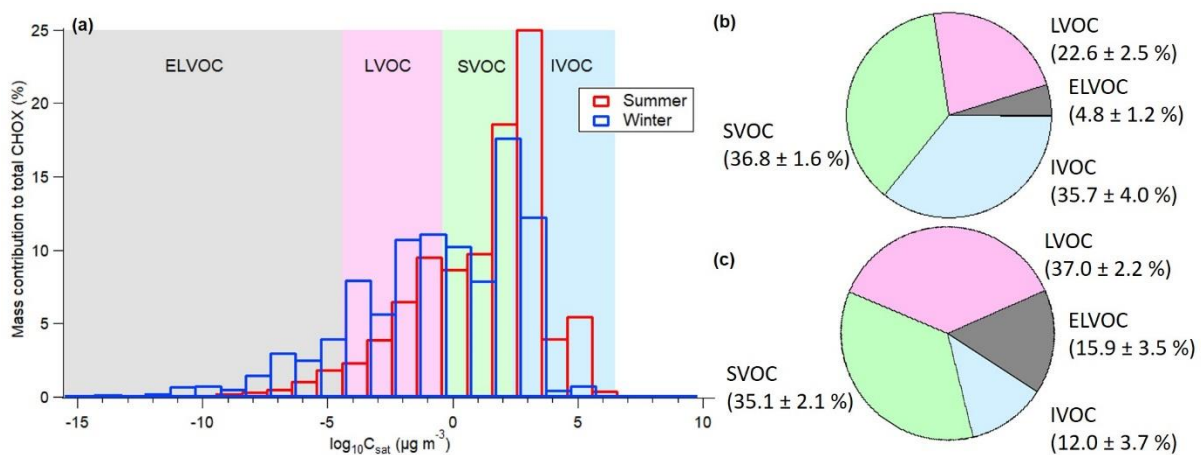 (a)
Mass contribution to total CHOX (%)
25
20
15
10
5
0
ELVOC
LVOC
SVOC
IVOC
Summer
Winter
-15
-10
-5
0
5
10
log₁₀C_sat (µg m⁻³)
(b)
LVOC
(22.6 ± 2.5 %)
ELVOC
(4.8 ± 1.2 %)
SVOC
(36.8 ± 1.6 %)
IVOC
(35.7 ± 4.0 %)
(c)
LVOC
(37.0 ± 2.2 %)
ELVOC
(15.9 ± 3.5 %)
SVOC
(35.1 ± 2.1 %)
IVOC
(12.0 ± 3.7 %)